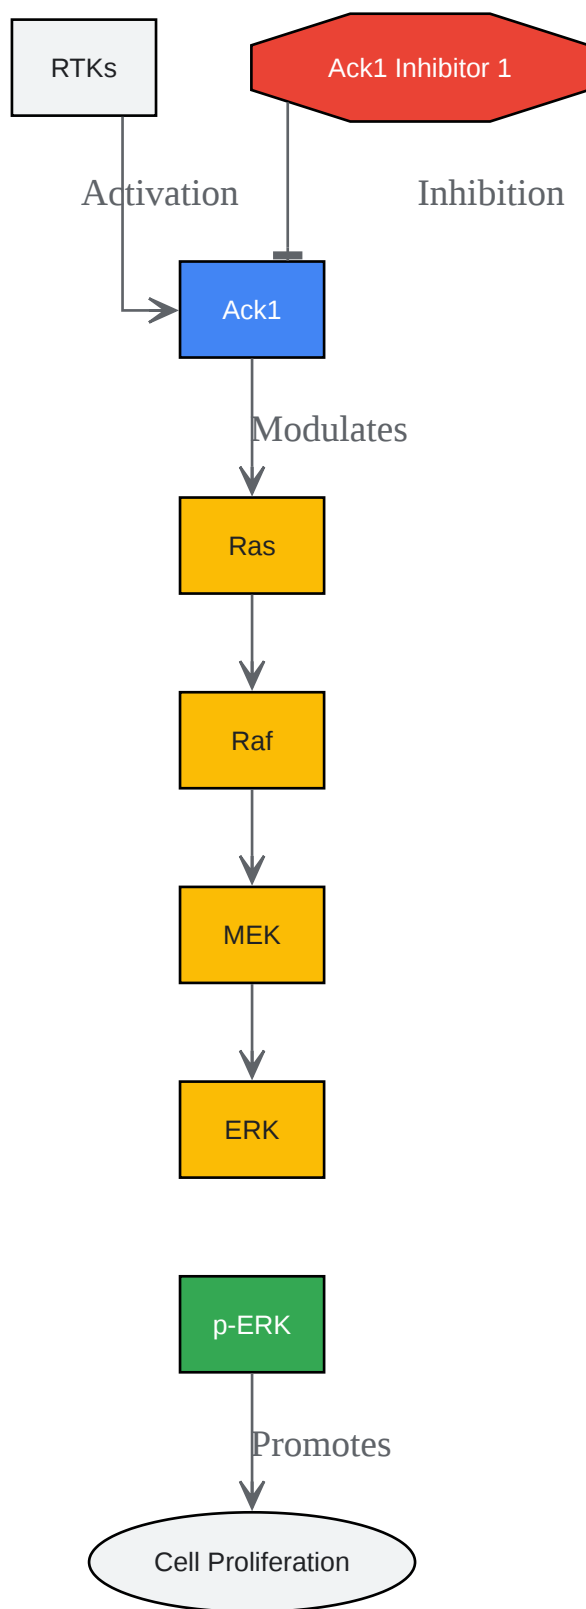 RTKs
Ack1 Inhibitor 1
Activation
Inhibition
Ack1
Modulates
Ras
Raf
MEK
ERK
p-ERK
Promotes
Cell Proliferation